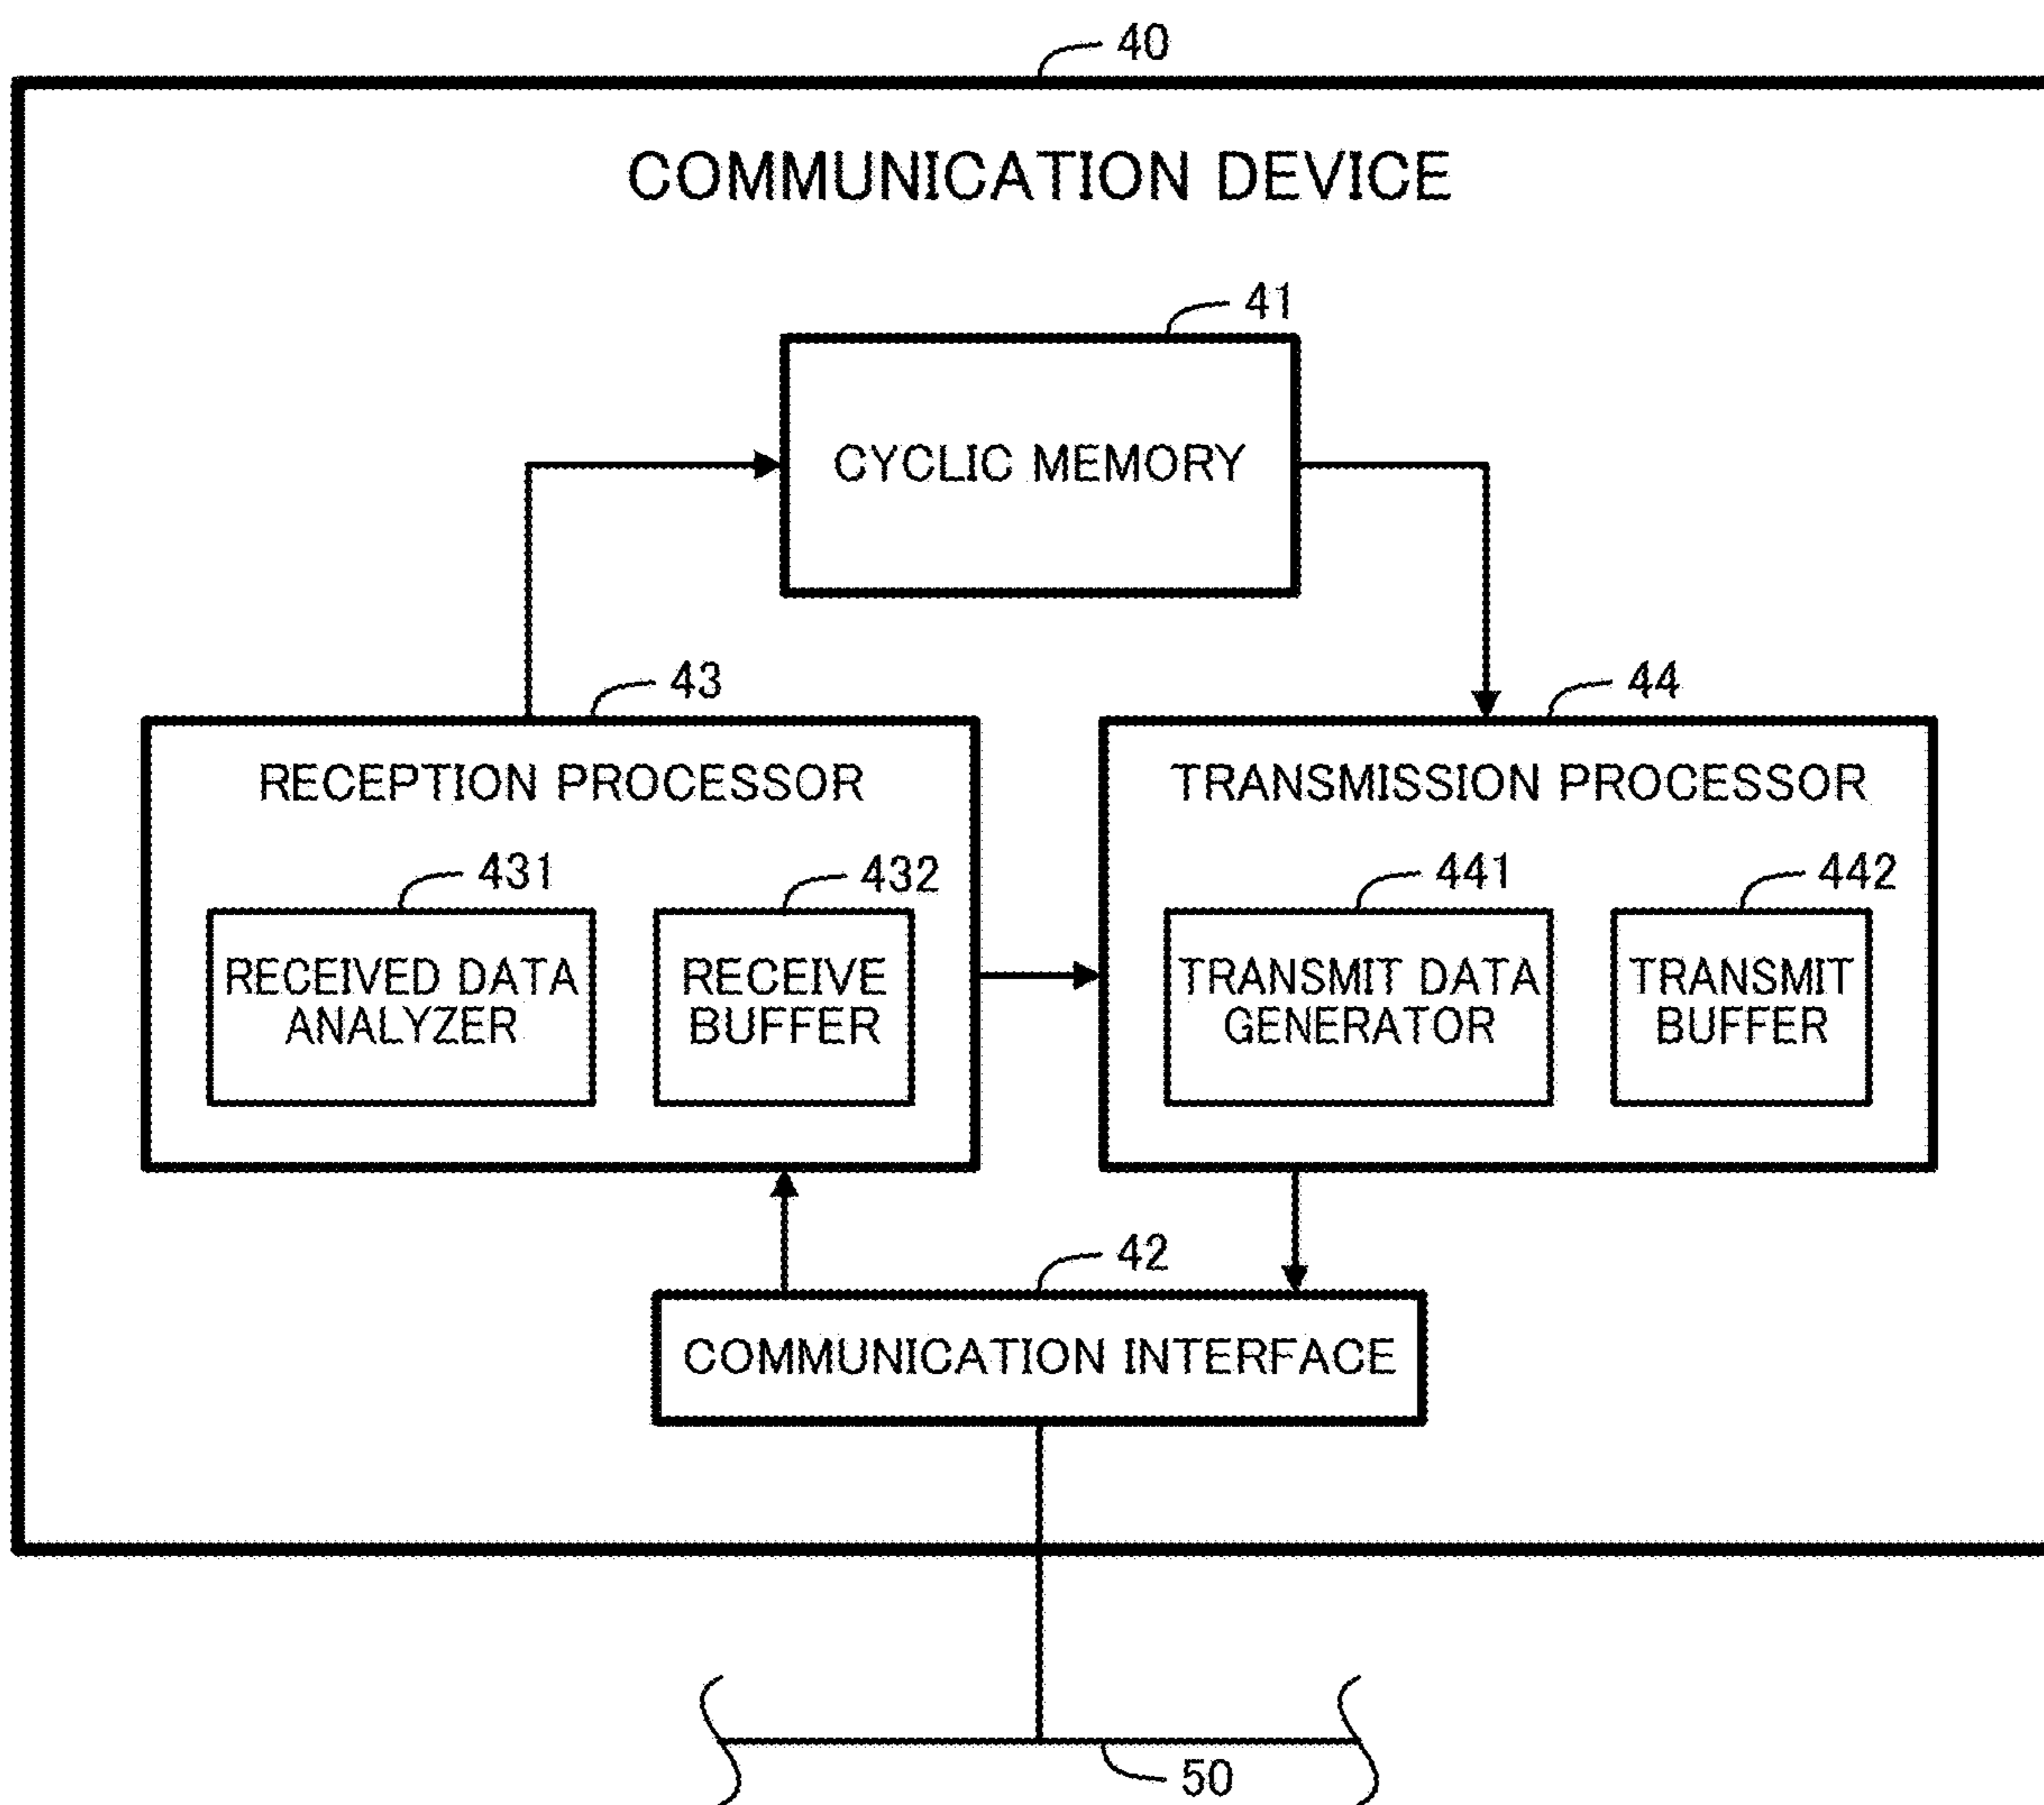 40
COMMUNICATION DEVICE
41
CYCLIC MEMORY
43
RECEPTION PROCESSOR
431
RECEIVED DATA
ANALYZER
432
RECEIVE
BUFFER
44
TRANSMISSION PROCESSOR
441
TRANSMIT DATA
GENERATOR
442
TRANSMIT
BUFFER
42
COMMUNICATION INTERFACE
50